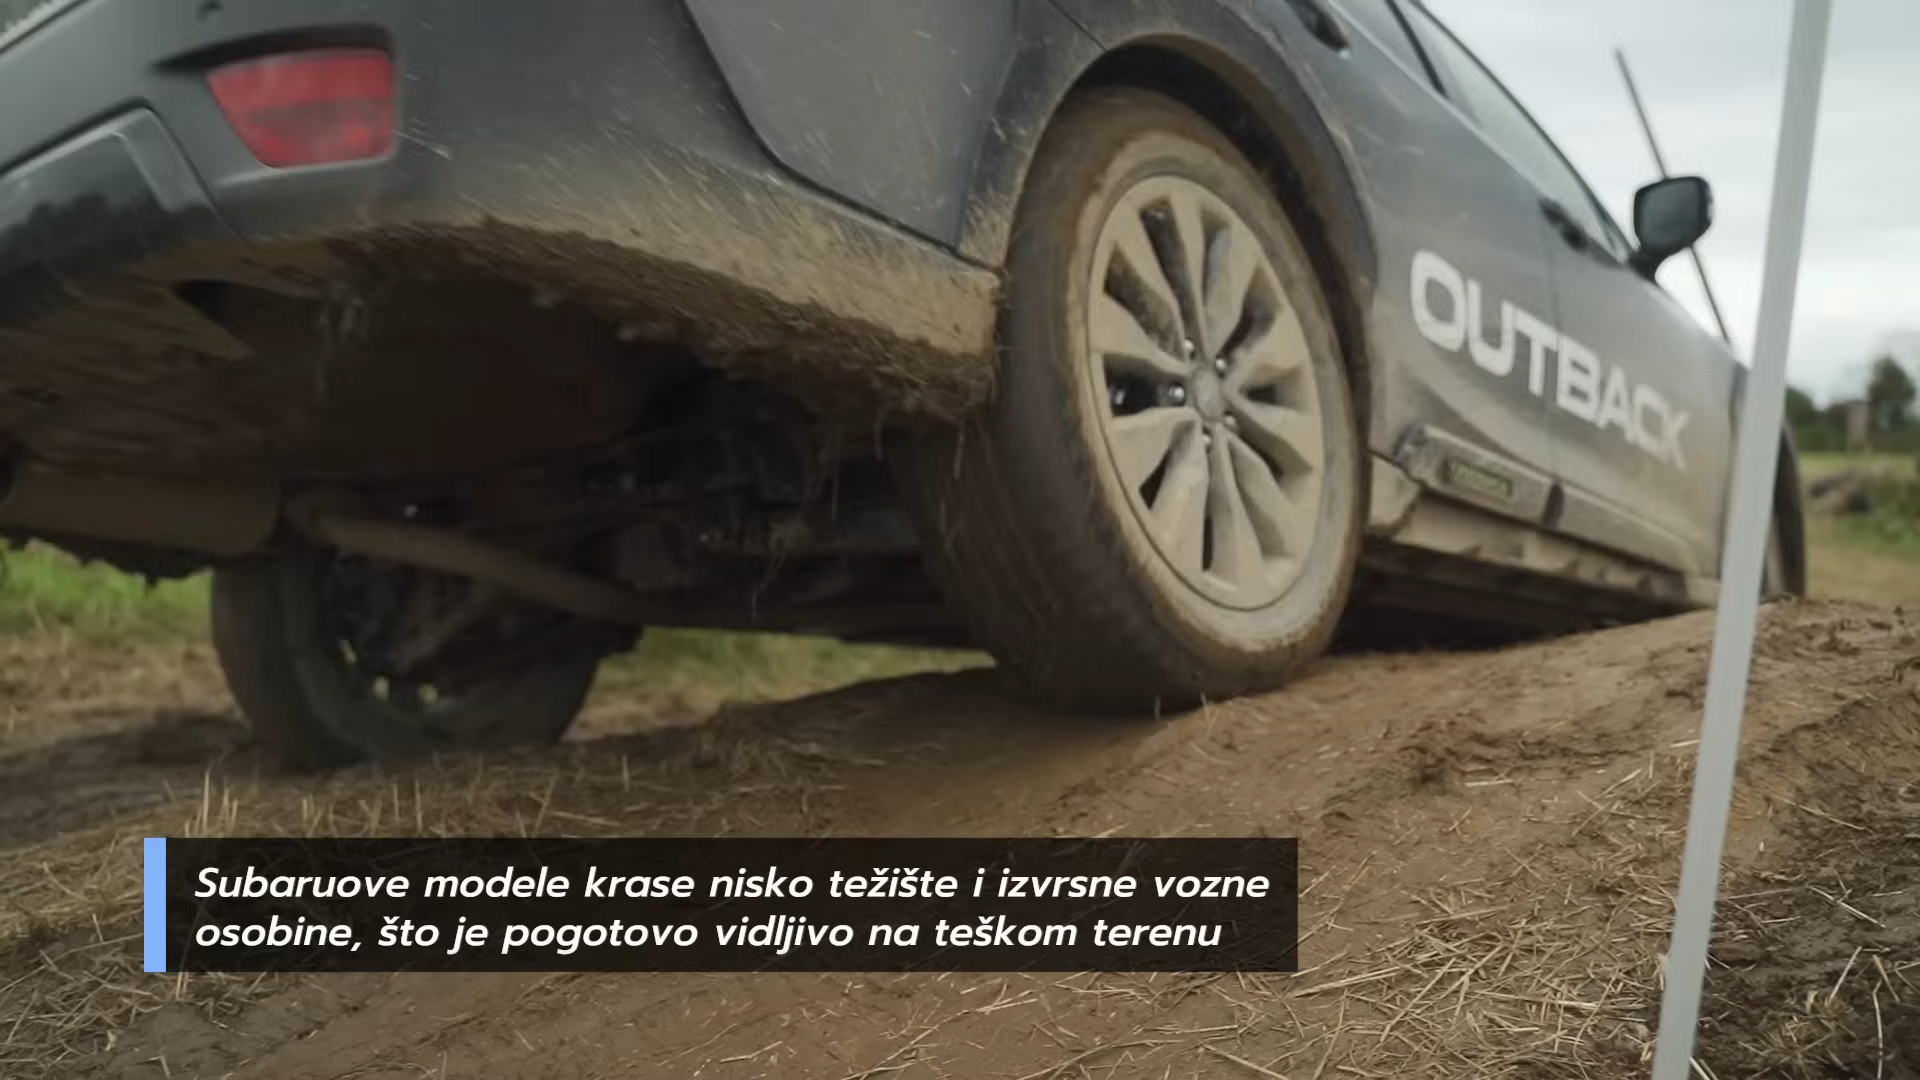 OUTBACK
Subaruove modele krase nisko težište i izvrsne vozne
osobine, što je pogotovo vidljivo na teškom terenu